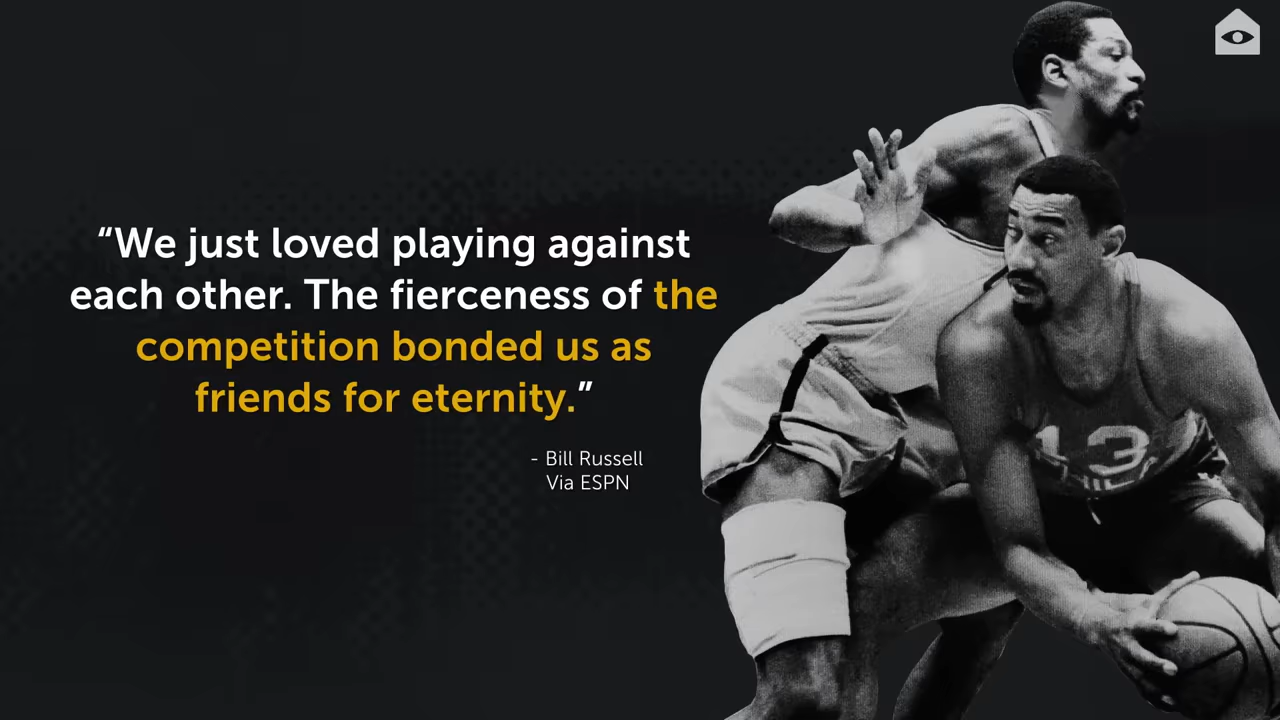 “We just loved playing against
each other. The fierceness of the
competition bonded us as
friends for eternity.”
- Bill Russell
Via ESPN
13